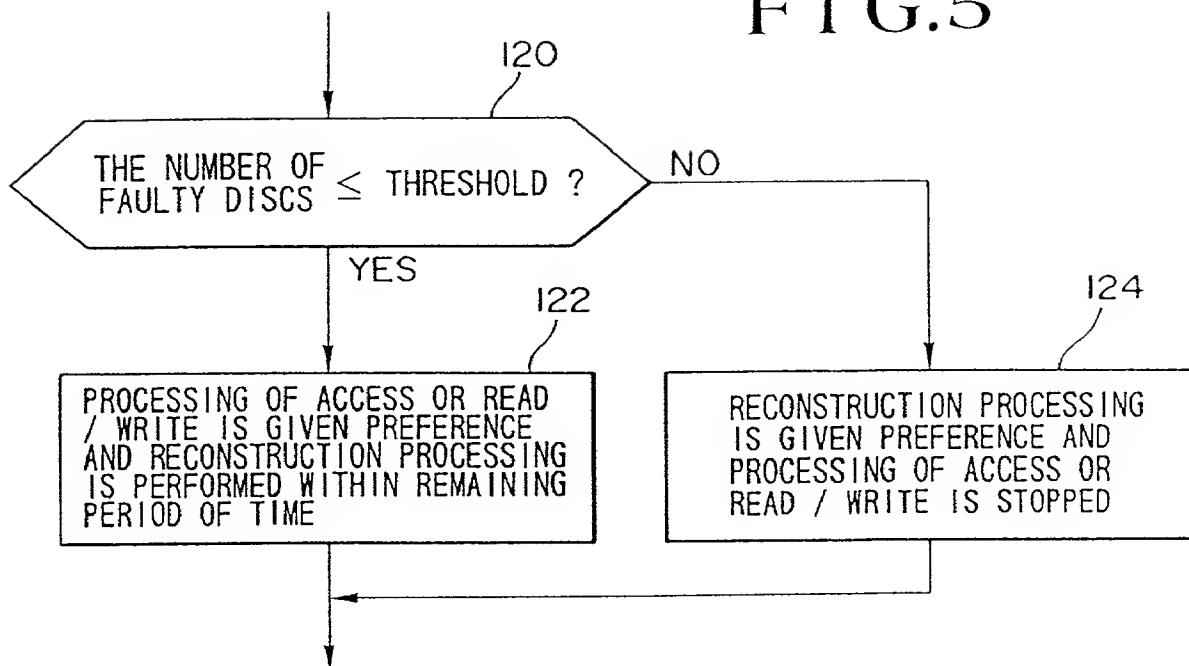 FIG.5
120
THE NUMBER OF
FAULTY DISCS ≤ THRESHOLD ?
NO
YES
122
124
PROCESSING OF ACCESS OR READ
/ WRITE IS GIVEN PREFERENCE
AND RECONSTRUCTION PROCESSING
IS PERFORMED WITHIN REMAINING
PERIOD OF TIME
RECONSTRUCTION PROCESSING
IS GIVEN PREFERENCE AND
PROCESSING OF ACCESS OR
READ / WRITE IS STOPPED